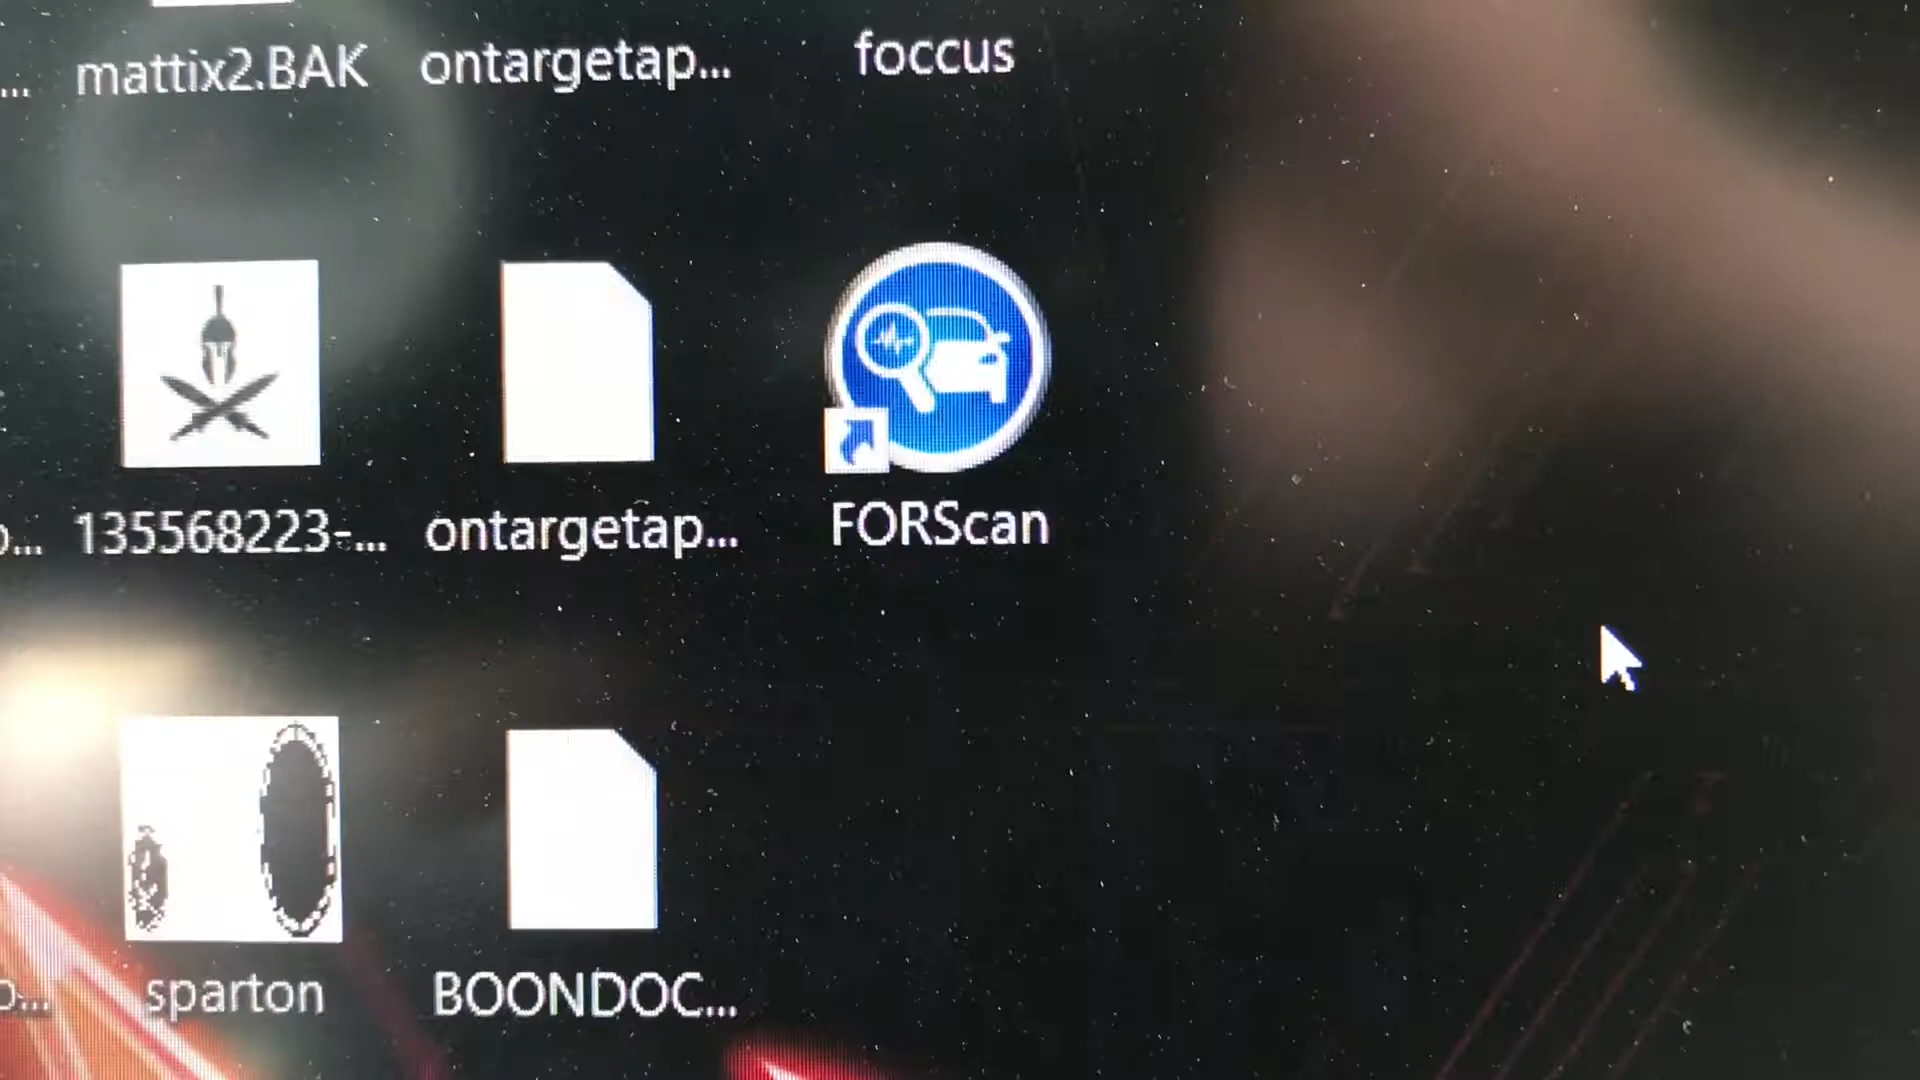 ... mattix2.BAK ontargetap... foccus
o... 135568223-... ontargetap... FORScan
o... sparton BOONDOC...